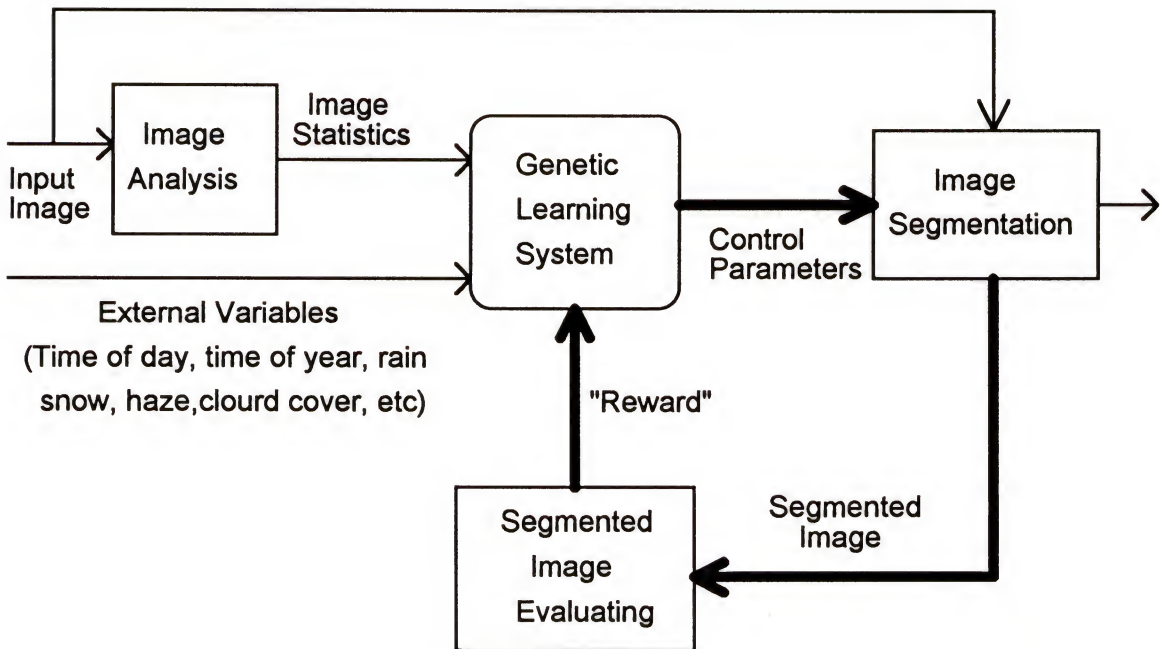 Image
Analysis
Image
Statistics
Input
Image
Genetic
Learning
System
Image
Segmentation
Control
Parameters
External Variables
(Time of day, time of year, rain
snow, haze,clourd cover, etc)
"Reward"
Segmented
Image
Evaluating
Segmented
Image